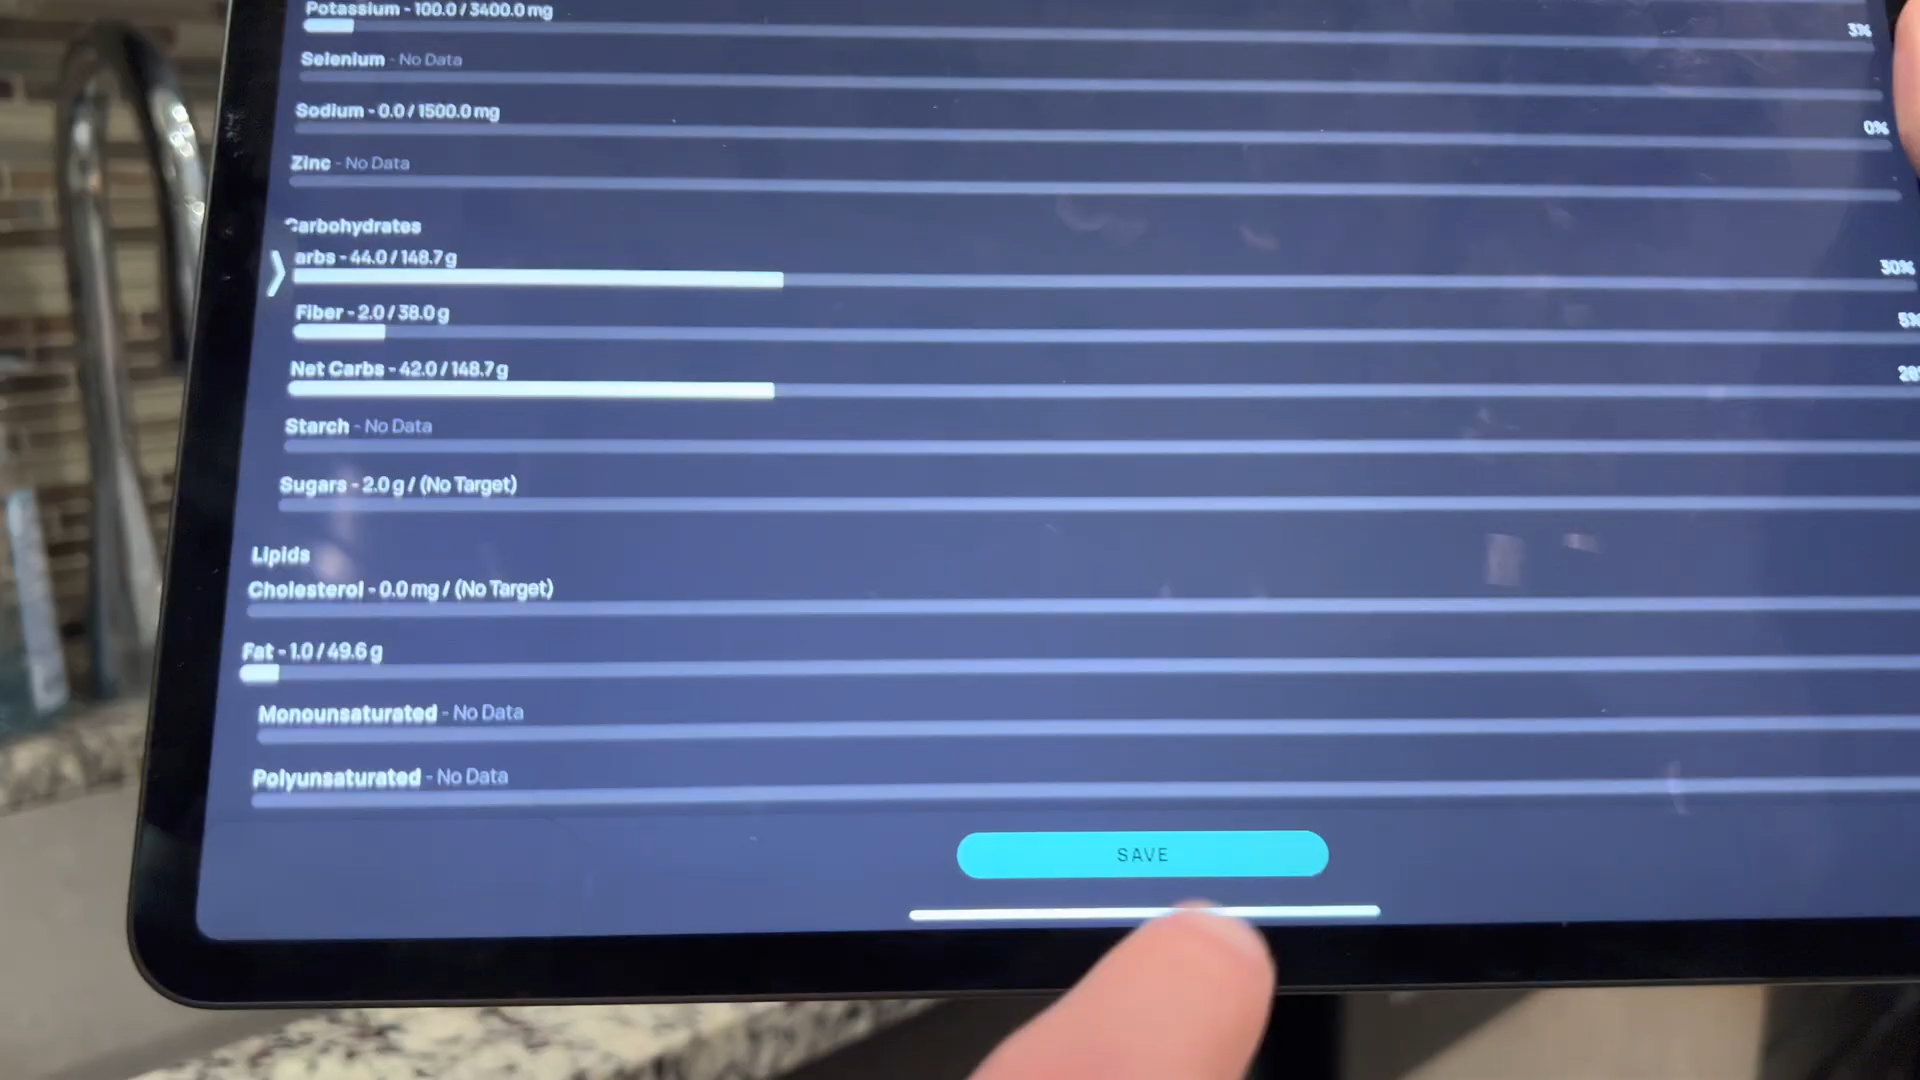 Potassium - 100.0 / 3400.0 mg
3%
Selenium - No Data
Sodium - 0.0 / 1500.0 mg
0%
Zinc - No Data
Carbohydrates
arbs - 44.0 / 148.7 g
30%
Fiber - 2.0 / 38.0 g
5%
Net Carbs - 42.0 / 148.7 g
28
Starch - No Data
Sugars - 2.0 g / (No Target)
Lipids
Cholesterol - 0.0 mg / (No Target)
Fat - 1.0 / 49.6 g
Monounsaturated - No Data
Polyunsaturated - No Data
SAVE